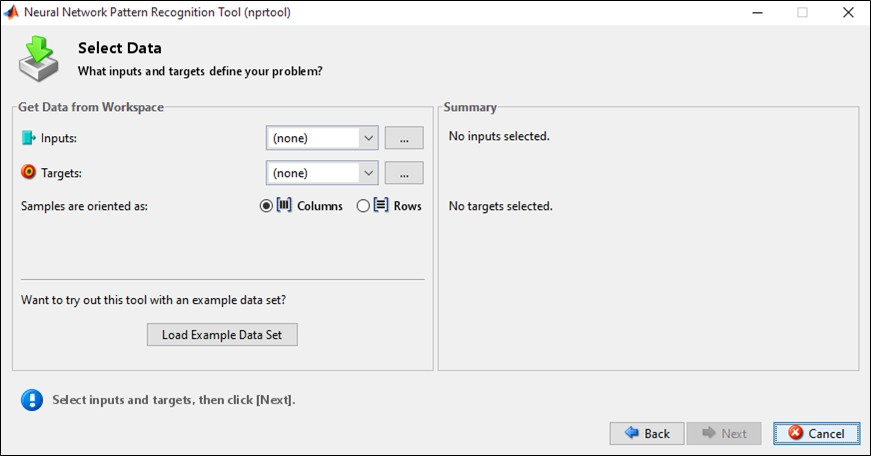 Neural Network Pattern Recognition Tool (nprtool)
Select Data
What inputs and targets define your problem?
Get Data from Workspace
Inputs:
(none)
...
Targets:
(none)
...
Samples are oriented as:
Columns
Rows
Want to try out this tool with an example data set?
Load Example Data Set
Summary
No inputs selected.
No targets selected.
Select inputs and targets, then click [Next].
Back
Next
Cancel